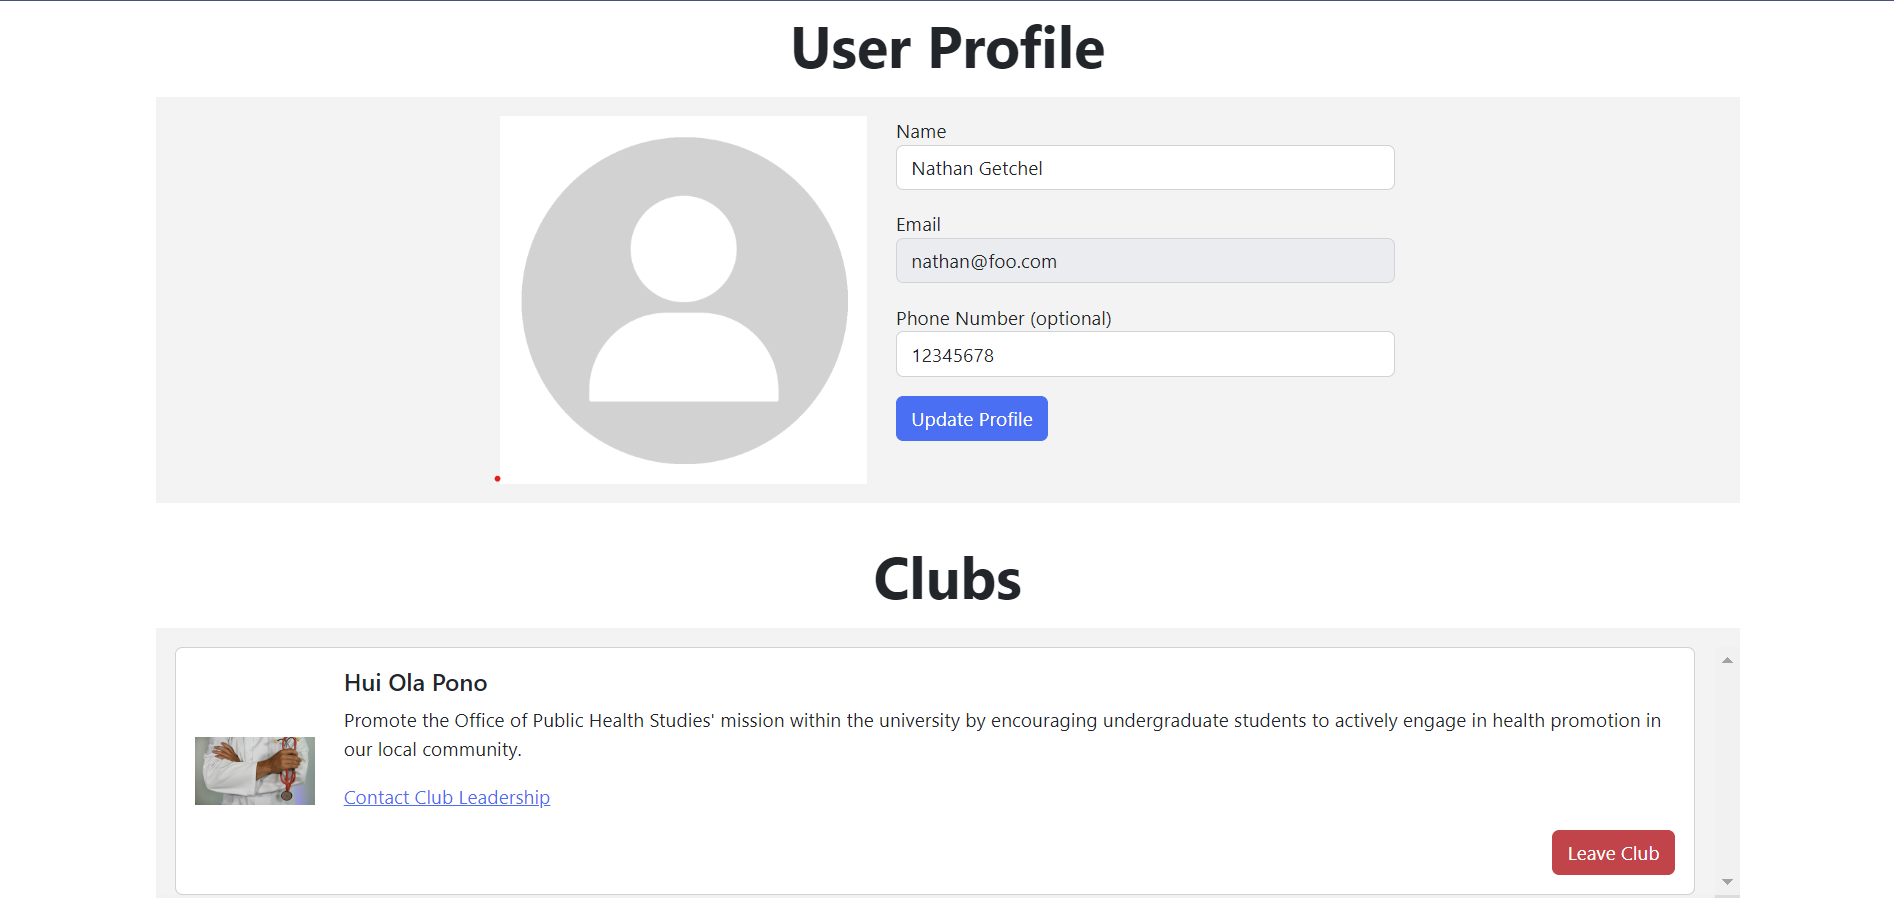 User Profile
Name
Nathan Getchel
Email
nathan@foo.com
Phone Number (optional)
12345678
Update Profile
Clubs
Hui Ola Pono
Promote the Office of Public Health Studies' mission within the university by encouraging undergraduate students to actively engage in health promotion in
our local community.
Contact Club Leadership
Leave Club